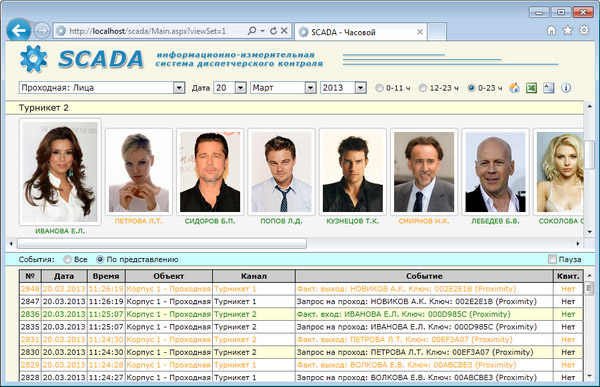 http://localhost/scada/Main.aspx?viewSet=1
SCADA - Часовой
SCADA
информационно-измерительная
система диспетчерского контроля
Проходная: Лица Дата 20 Март 2013 0-11 ч 12-23 ч 0-23 ч
Турникет 2
ИВАНОВА Е.Л. ПЕТРОВА Л.Т. СИДОРОВ Б.П. ПОПОВ Л.Д. КУЗНЕЦОВ Т.К. СМИРНОВ Н.К. ЛЕБЕДЕВ Б.В. СОКОЛОВА С
События: Все По представлению Пауза
№ Дата Время Объект Канал Событие Квит.
2848 20.03.2013 11:26:19 Корпус 1 - Проходная Турникет 1 Факт. выход: НОВИКОВ А.К. Ключ: 002E2E1B (Proximity) Нет
2847 20.03.2013 11:26:19 Корпус 1 - Проходная Турникет 1 Запрос на проход: НОВИКОВ А.К. Ключ: 002E2E1B (Proximity) Нет
2836 20.03.2013 11:25:07 Корпус 1 - Проходная Турникет 2 Факт. вход: ИВАНОВА Е.Л. Ключ: 000D985C (Proximity) Нет
2835 20.03.2013 11:25:07 Корпус 1 - Проходная Турникет 2 Запрос на проход: ИВАНОВА Е.Л. Ключ: 000D985C (Proximity) Нет
2831 20.03.2013 11:24:30 Корпус 1 - Проходная Турникет 2 Факт. выход: ПЕТРОВА Л.Т. Ключ: 00EF3A07 (Proximity) Нет
2830 20.03.2013 11:24:30 Корпус 1 - Проходная Турникет 2 Запрос на проход: ПЕТРОВА Л.Т. Ключ: 00EF3A07 (Proximity) Нет
2829 20.03.2013 11:24:28 Корпус 1 - Проходная Турникет 1 Факт. выход: ВОЛКОВА Е.В. Ключ: 00ABCBE3 (Proximity) Нет
2828 20.03.2013 11:24:27 Корпус 1 - Проходная Турникет 1 Запрос на проход: ВОЛКОВА Е.В. Ключ: 00ABCBE3 (Proximity) Нет